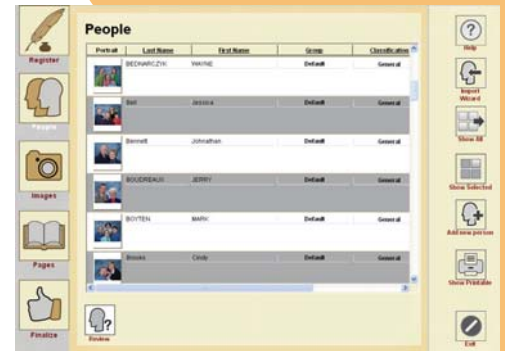 People
Portrait Last Name First Name Group Classification
BEDNARCZYK WAYNE Default General
Bell Jessica Default General
Bennett Johnathan Default General
BOUDREAUX JERRY Default General
BOYTEN MARK Default General
Brooks Cindy Default General
Register
People
Images
Pages
Finalize
Review
Help
Import
Wizard
Show All
Show Selected
Add new person
Show Printable
Exit